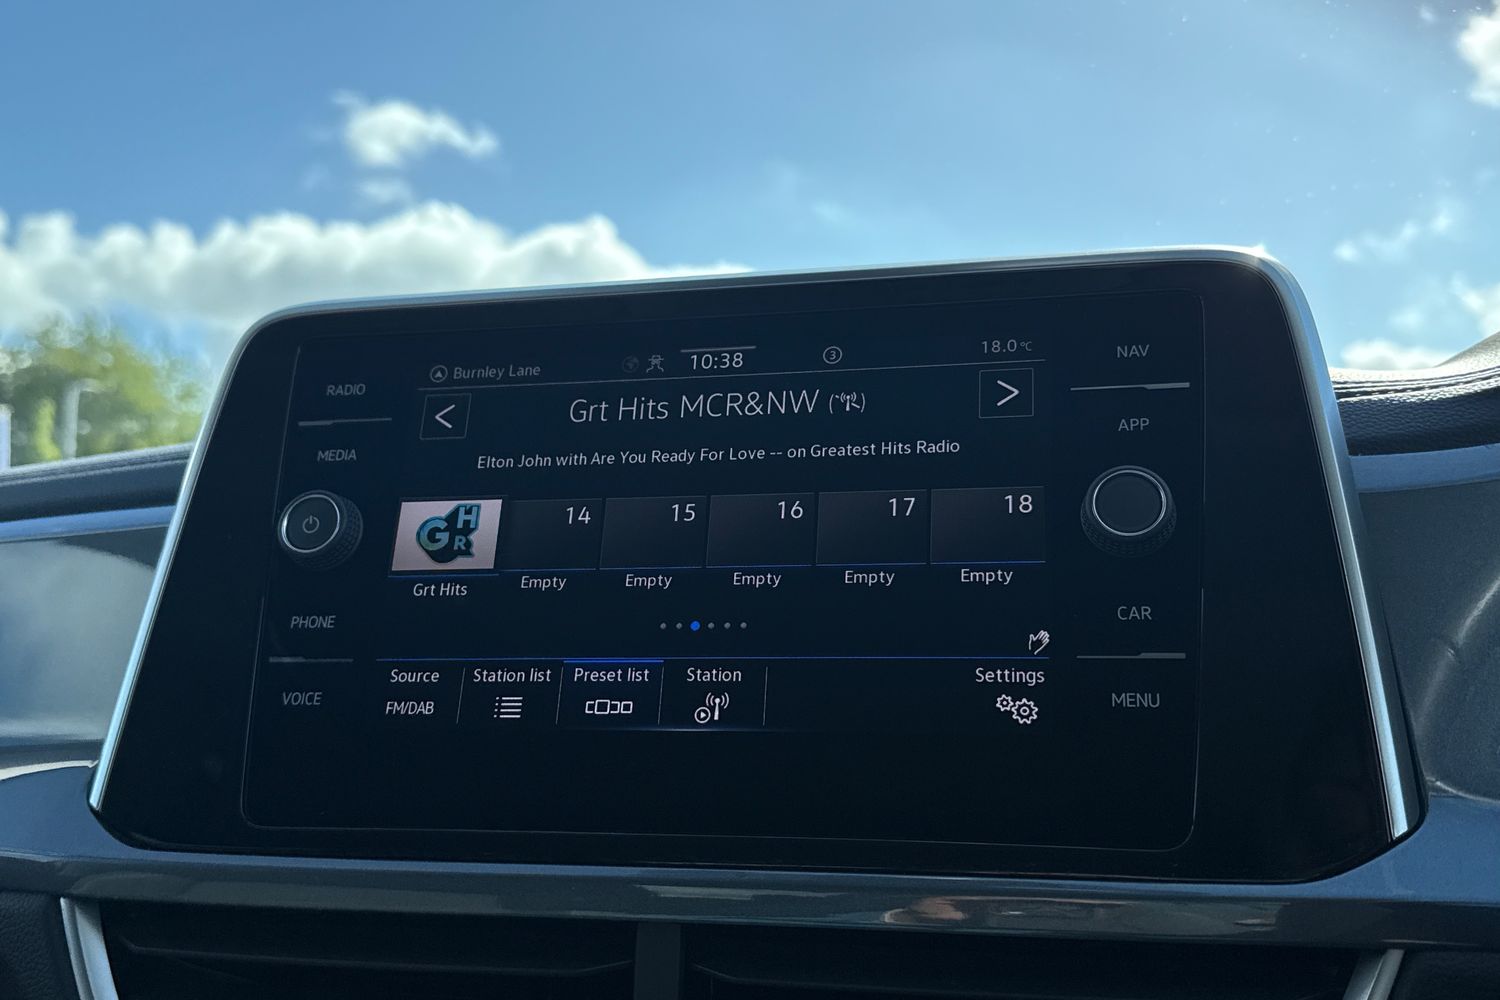 Burnley Lane 10:38 3 18.0°C
RADIO
NAV
< Grt Hits MCR&NW >
APP
MEDIA
Elton John with Are You Ready For Love -- on Greatest Hits Radio
GHR 14 15 16 17 18
Grt Hits Empty Empty Empty Empty Empty
PHONE
CAR
Source Station list Preset list Station Settings
FM/DAB
VOICE
MENU